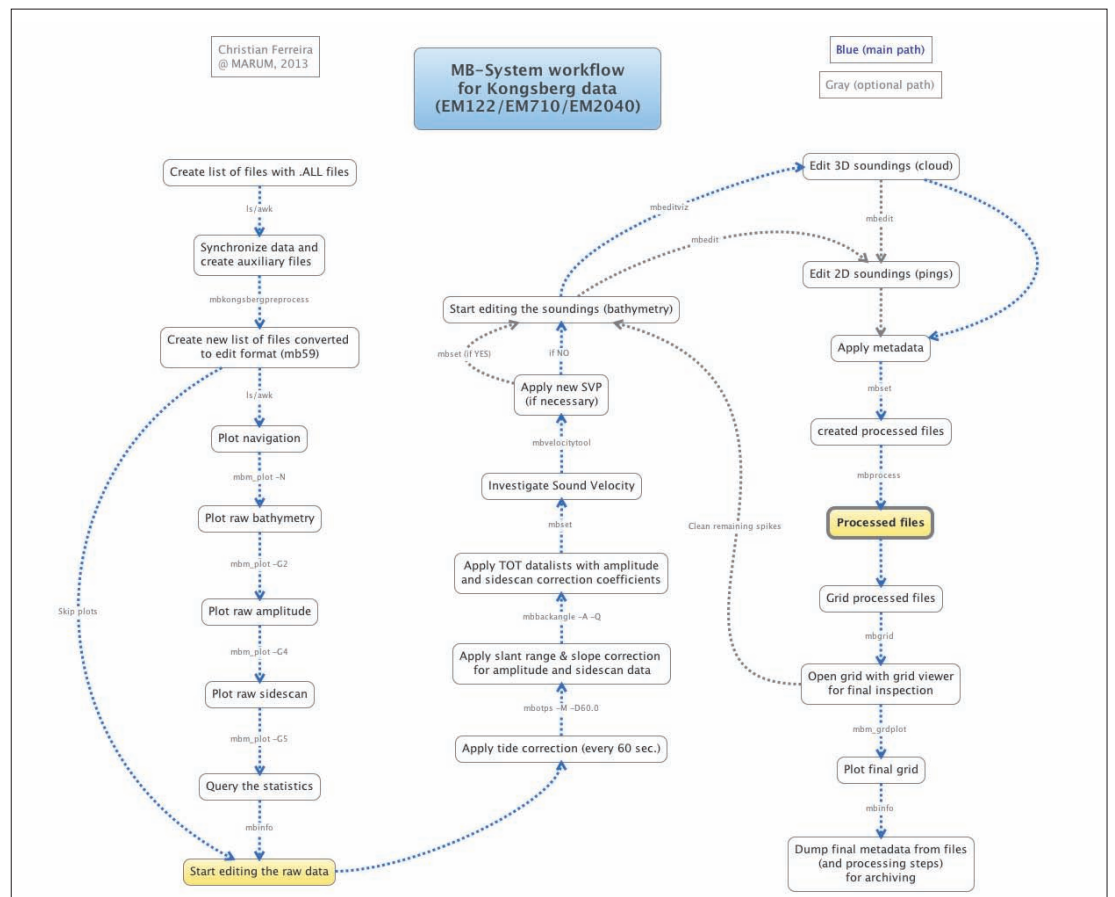 Christian Ferreira
@ MARUM, 2013
MB-System workflow
for Kongsberg data
(EM122/EM710/EM2040)
Blue (main path)
Gray (optional path)
Create list of files with .ALL files
ls/awk
Synchronize data and
create auxiliary files
mbkongsbergpreprocess
Create new list of files converted
to edit format (mb59)
ls/awk
Plot navigation
mbm_plot -N
Plot raw bathymetry
mbm_plot -G2
Plot raw amplitude
mbm_plot -G4
Plot raw sidescan
mbm_plot -G5
Query the statistics
mbinfo
Start editing the raw data
Skip plots
Start editing the soundings (bathymetry)
mbset (if YES)
if NO
Apply new SVP
(if necessary)
mbvelocitytool
Investigate Sound Velocity
mbset
Apply TOT datalists with amplitude
and sidescan correction coefficients
mbbackangle -A -Q
Apply slant range & slope correction
for amplitude and sidescan data
mbotps -M -D60.0
Apply tide correction (every 60 sec.)
mbeditviz
mbedit
Clean remaining spikes
Edit 3D soundings (cloud)
mbedit
Edit 2D soundings (pings)
Apply metadata
mbset
created processed files
mbprocess
Processed files
Grid processed files
mbgrid
Open grid with grid viewer
for final inspection
mbm_grdplot
Plot final grid
mbinfo
Dump final metadata from files
(and processing steps)
for archiving